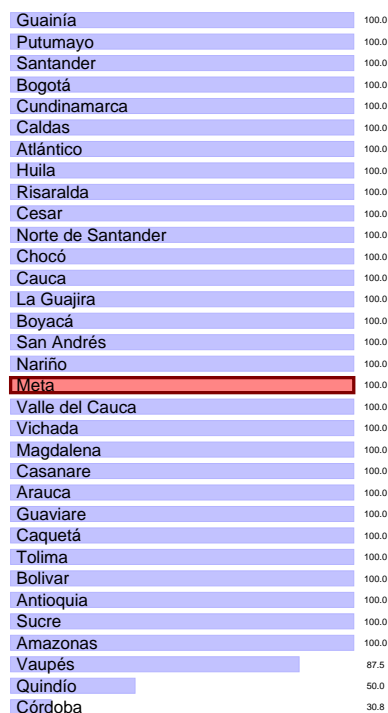 Guainía 100.0
Putumayo 100.0
Santander 100.0
Bogotá 100.0
Cundinamarca 100.0
Caldas 100.0
Atlántico 100.0
Huila 100.0
Risaralda 100.0
Cesar 100.0
Norte de Santander 100.0
Chocó 100.0
Cauca 100.0
La Guajira 100.0
Boyacá 100.0
San Andrés 100.0
Nariño 100.0
Meta 100.0
Valle del Cauca 100.0
Vichada 100.0
Magdalena 100.0
Casanare 100.0
Arauca 100.0
Guaviare 100.0
Caquetá 100.0
Tolima 100.0
Bolivar 100.0
Antioquia 100.0
Sucre 100.0
Amazonas 100.0
Vaupés 87.5
Quindío 50.0
Córdoba 30.8